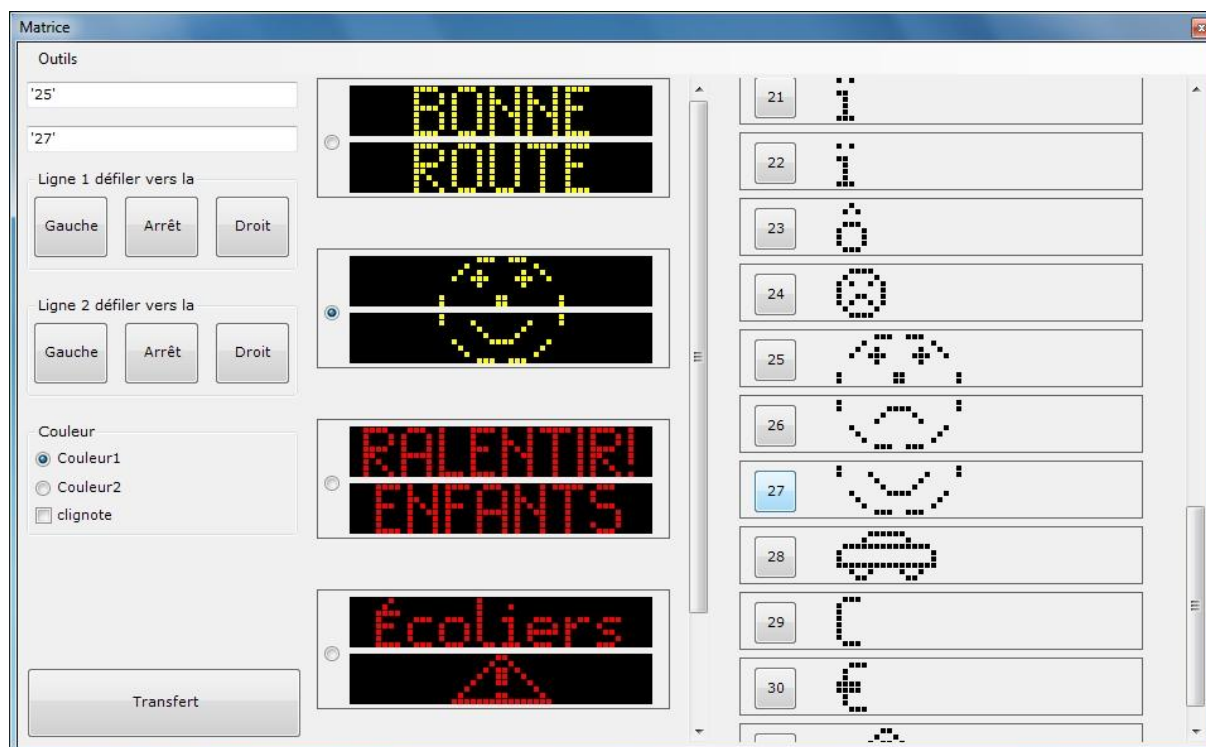 Matrice
Outils
'25'
'27'
Ligne 1 défiler vers la
Gauche
Arrêt
Droit
Ligne 2 défiler vers la
Gauche
Arrêt
Droit
Couleur
Couleur1
Couleur2
clignote
Transfert
BONNE
ROUTE
RALENTIR!
ENFANTS
Écoliers
21
22
ï
23
ô
24
25
26
27
28
29
30
€